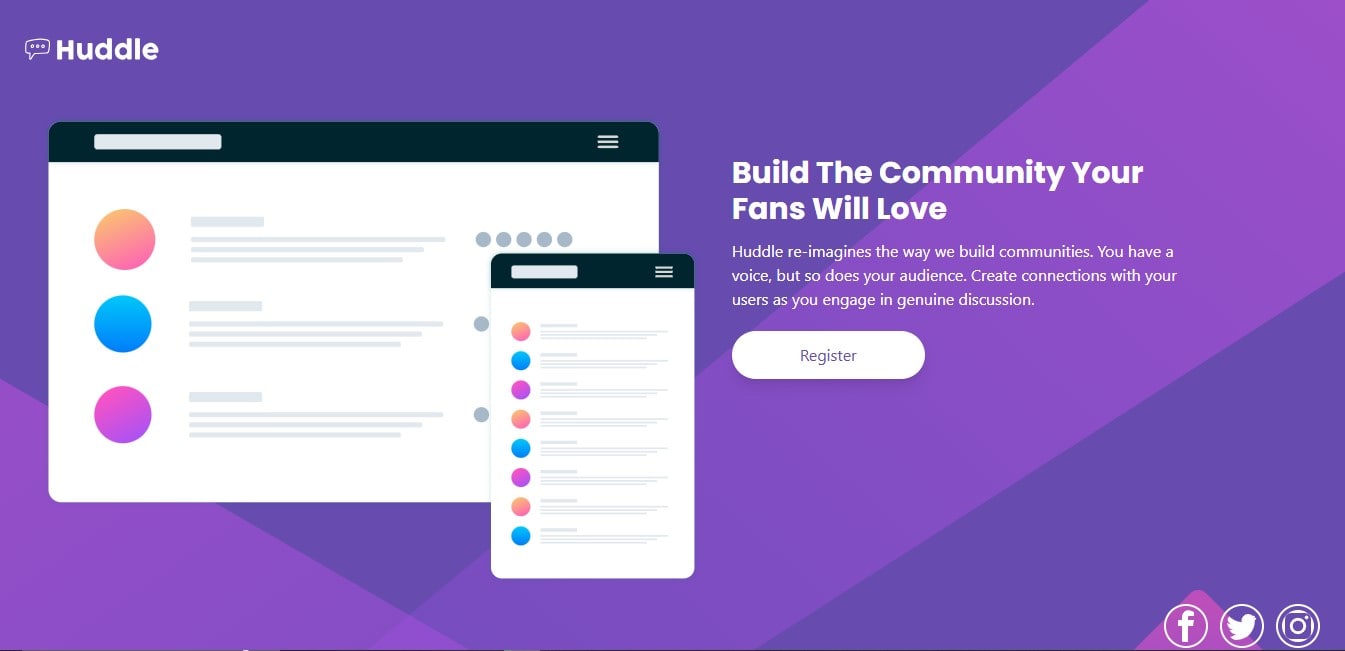 Huddle
Build The Community Your
Fans Will Love
Huddle re-imagines the way we build communities. You have a
voice, but so does your audience. Create connections with your
users as you engage in genuine discussion.
Register